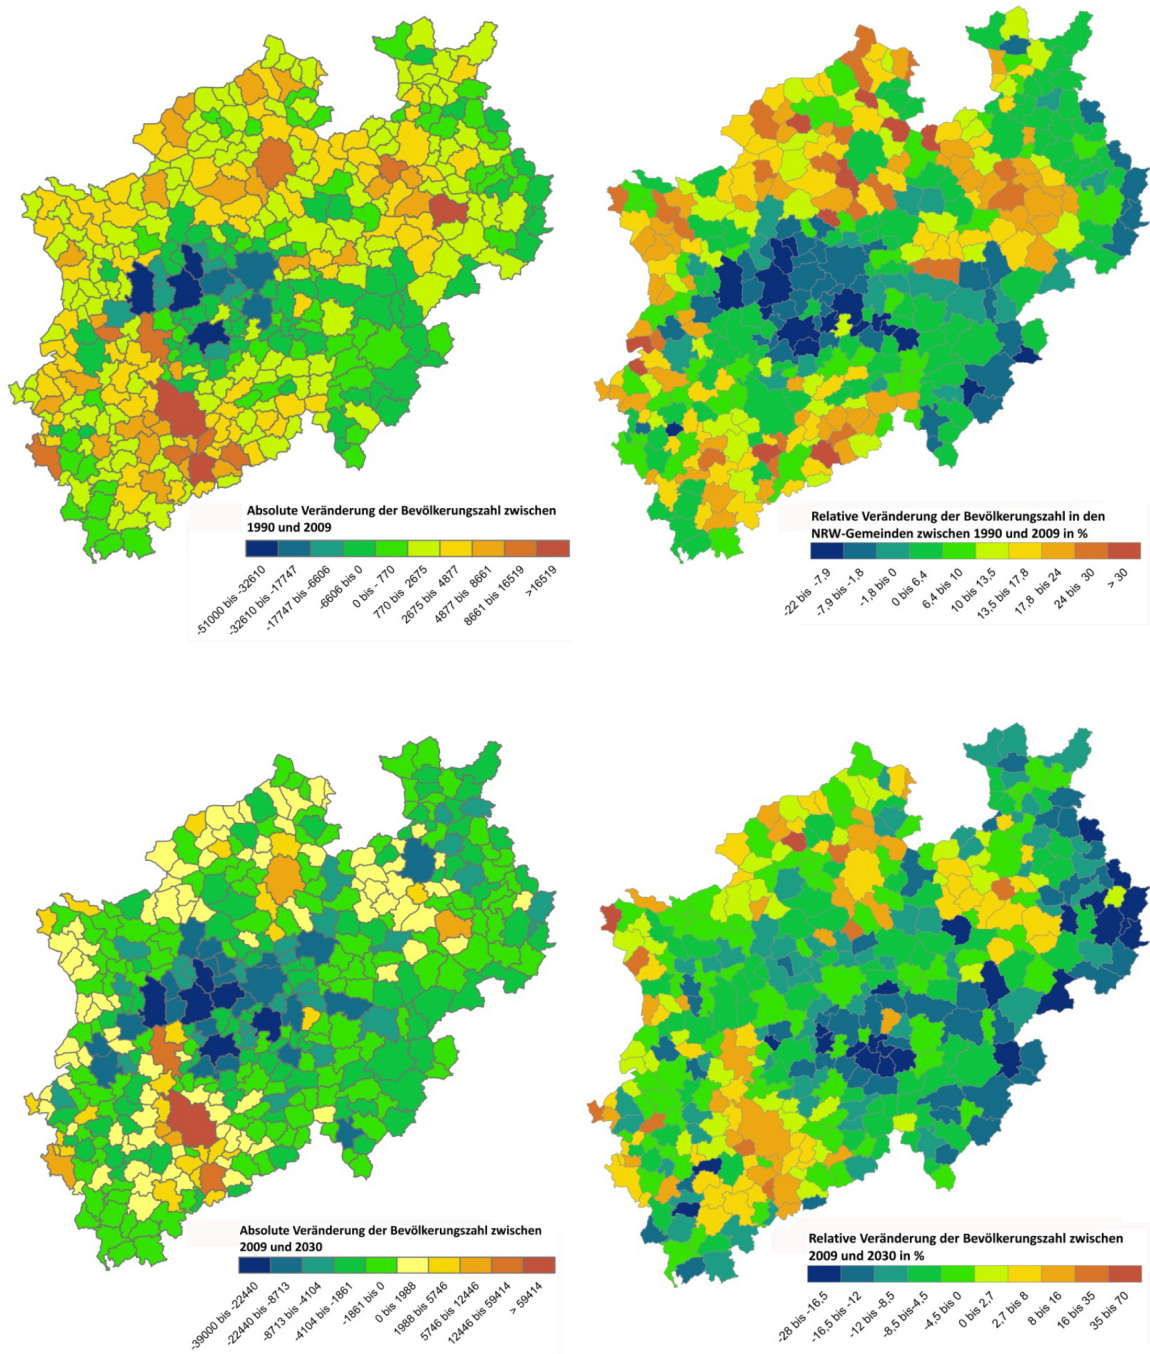 Absolute Veränderung der Bevölkerungszahl zwischen
1990 und 2009
-51000 bis -32610
-32610 bis -17747
-17747 bis -6606
-6606 bis 0
0 bis - 770
770 bis 2675
2675 bis 4877
4877 bis 8661
8661 bis 16519
>16519
Relative Veränderung der Bevölkerungszahl in den
NRW-Gemeinden zwischen 1990 und 2009 in %
-22 bis -7,9
-7,9 bis -1,8
-1,8 bis 0
0 bis 6,4
6,4 bis 10
10 bis 13,5
13,5 bis 17,8
17,8 bis 24
24 bis 30
> 30
Absolute Veränderung der Bevölkerungszahl zwischen
2009 und 2030
-39000 bis -22440
-22440 bis -8713
-8713 bis -4104
-4104 bis -1861
-1861 bis 0
0 bis 1988
1988 bis 5746
5746 bis 12446
12446 bis 59414
> 59414
Relative Veränderung der Bevölkerungszahl zwischen
2009 und 2030 in %
-28 bis -16,5
-16,5 bis -12
-12 bis -8,5
-8,5 bis -4,5
-4,5 bis 0
0 bis 2,7
2,7 bis 8
8 bis 16
16 bis 35
35 bis 70